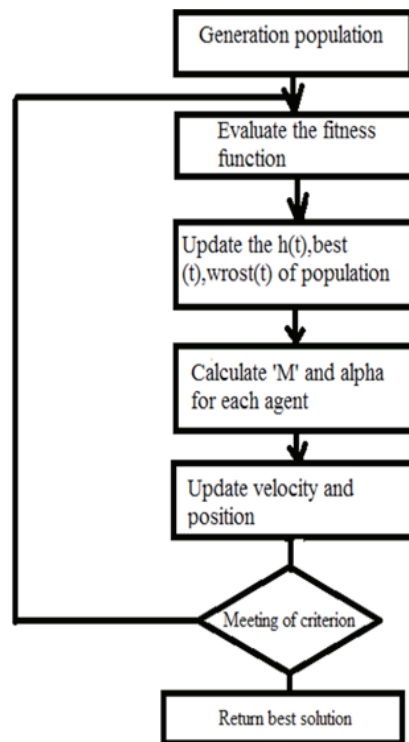 Generation population
Evaluate the fitness
function
Update the h(t),best
(t),wrost(t) of population
Calculate 'M' and alpha
for each agent
Update velocity and
position
Meeting of criterion
Return best solution